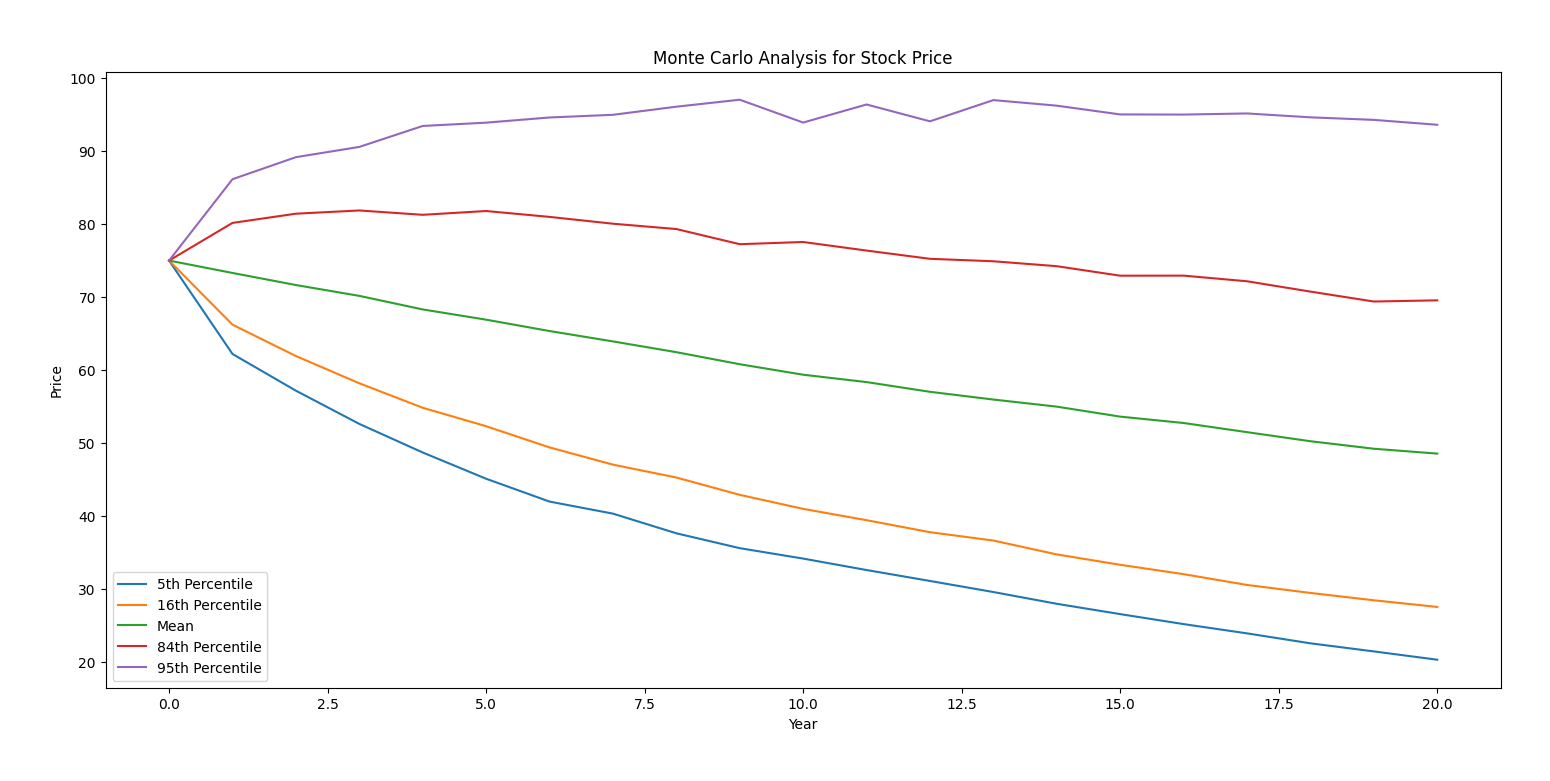 Monte Carlo Analysis for Stock Price
100
90
80
70
60
50
40
30
20
Price
5th Percentile
16th Percentile
Mean
84th Percentile
95th Percentile
0.0 2.5 5.0 7.5 10.0 12.5 15.0 17.5 20.0
Year